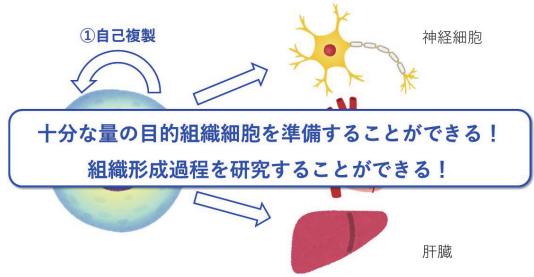 ①自己複製
神経細胞
十分な量の目的組織細胞を準備することができる！
組織形成過程を研究することができる！
肝臓